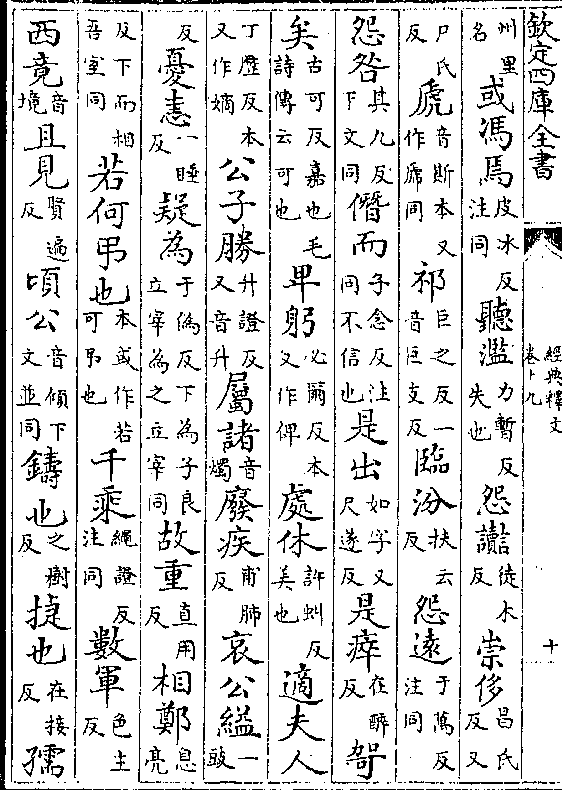 欽定四庫全書
經典釋文
卷十九
十
州里名 或馮焉 皮冰反注同 聽濫 力暫反失也 怨讟 徒木反 崇侈 昌氏反又
尸氏反 虒 音斯本又作𢊁同 祁 巨之反一音巨支反 臨汾 扶云反 怨遠 于萬反注同
怨咎 其九反下文同 僭而 子念反注同不信也 是出 如字又尺遂反 是瘁 在醉反 哿
矣 古可反嘉也毛詩傳云可也 卑躬 必爾反本又作俾 處休 許虯反美也 適夫人
丁歴反本又作嫡 公子勝 升證反又音升 屬諸 音燭 廢疾 甫肺反 哀公縊 一豉
反 憂恚 一睡反 疑為 于偽反下為子良立宰為之立宰同 故重 直用反 相鄭 息亮
反下而相吾室同 若何弔也 本或作若可弔也 千乘 繩證反注同 數軍 色主反
西竟 音境 且見 賢遍反 頃公 音傾下文並同 鑄也 之樹反 捷也 在接反 孺